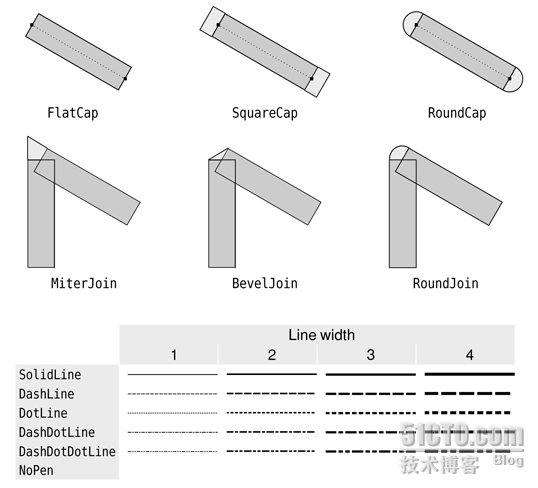 FlatCap
SquareCap
RoundCap
MiterJoin
BevelJoin
RoundJoin
Line width
1 2 3 4
SolidLine
DashLine
DotLine
DashDotLine
DashDotDotLine
NoPen
51CTO.com
技术博客 Blog